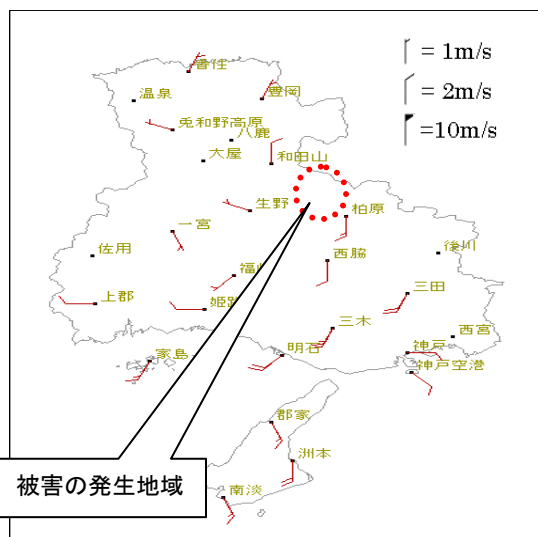 = 1m/s
= 2m/s
=10m/s
香住
豊岡
温泉
兎和野高原
八鹿
大屋
和田山
生野
柏原
一宮
西脇
後川
佐用
福崎
三田
上郡
姫路
三木
西宮
家島
明石
神戸
神戸空港
郡家
洲本
南淡
被害の発生地域